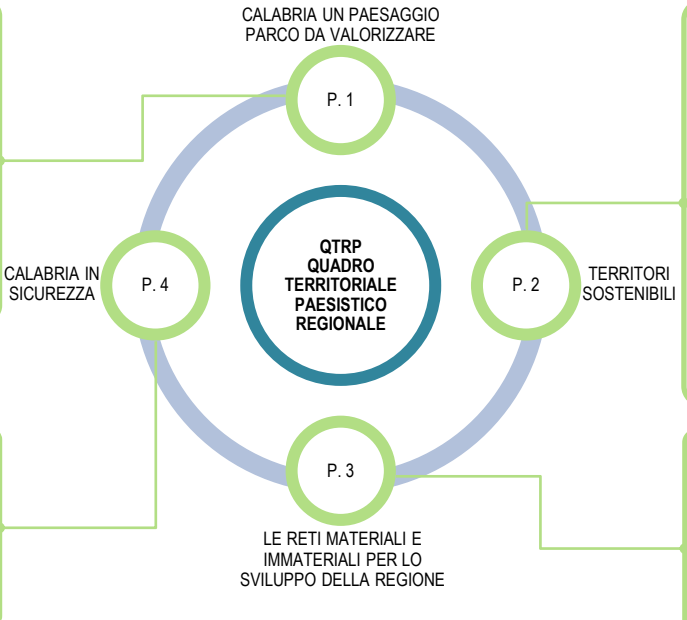 CALABRIA UN PAESAGGIO
PARCO DA VALORIZZARE
P. 1
CALABRIA IN
SICUREZZA
P. 4
QTRP
QUADRO
TERRITORIALE
PAESISTICO
REGIONALE
P. 2
TERRITORI
SOSTENIBILI
P. 3
LE RETI MATERIALI E
IMMATERIALI PER LO
SVILUPPO DELLA REGIONE